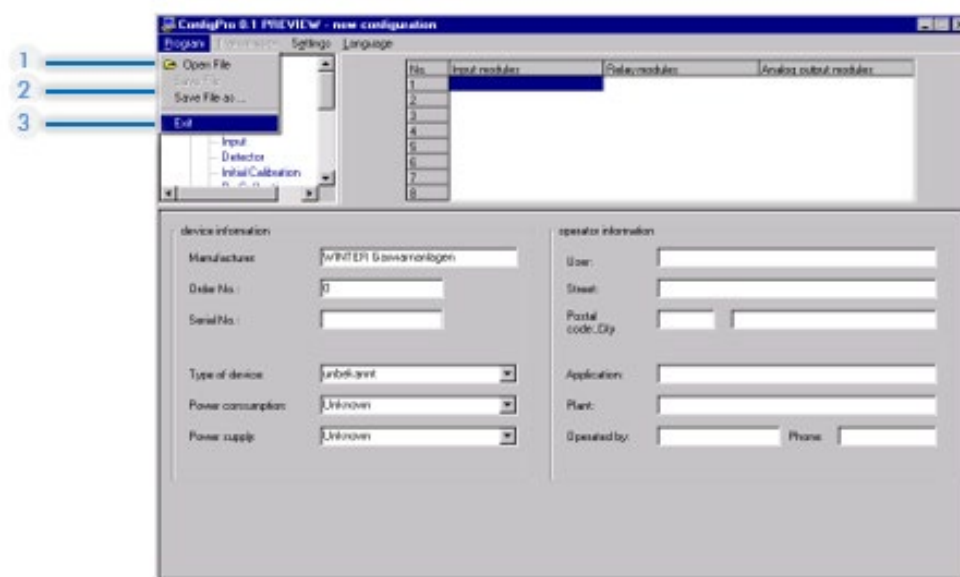 ConfigPro 0.1 PREVIEW - new configuration
Program Settings Language
1
2
3
Open File
Save File
Save File as ...
Exit
Input
Detector
Initial Calibration
No. Input modules Relay modules Analog output modules
1
2
3
4
5
6
7
8
device information
Manufacturer:
WINTER Gaswarnanlagen
Order No.:
0
Serial No.:
Type of device:
unbekannt
Power consumption:
Unknown
Power supply:
Unknown
operator information
User:
Street:
Postal
code:,City
Application:
Plant:
Operated by:
Phone: